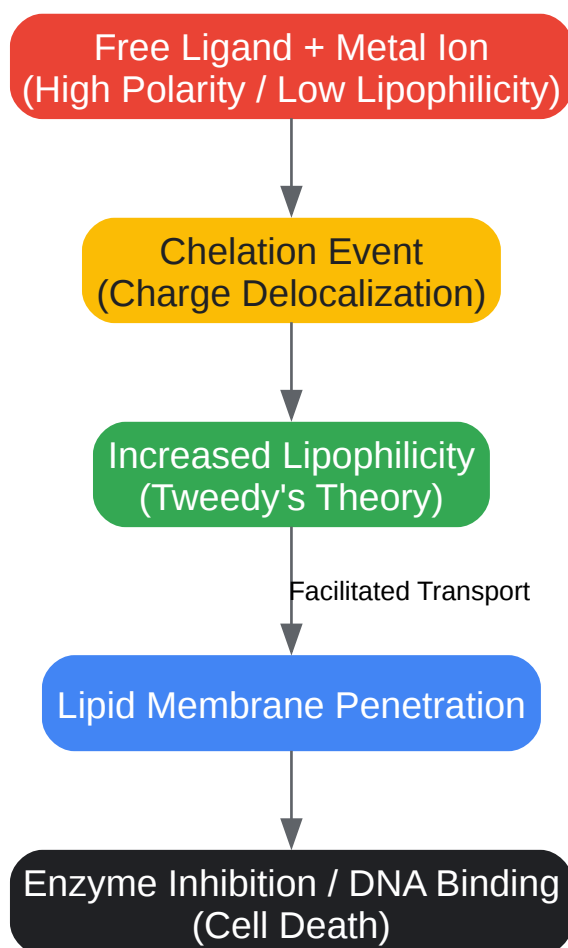 Free Ligand + Metal Ion
(High Polarity / Low Lipophilicity)
Chelation Event
(Charge Delocalization)
Increased Lipophilicity
(Tweedy's Theory)
Facilitated Transport
Lipid Membrane Penetration
Enzyme Inhibition / DNA Binding
(Cell Death)